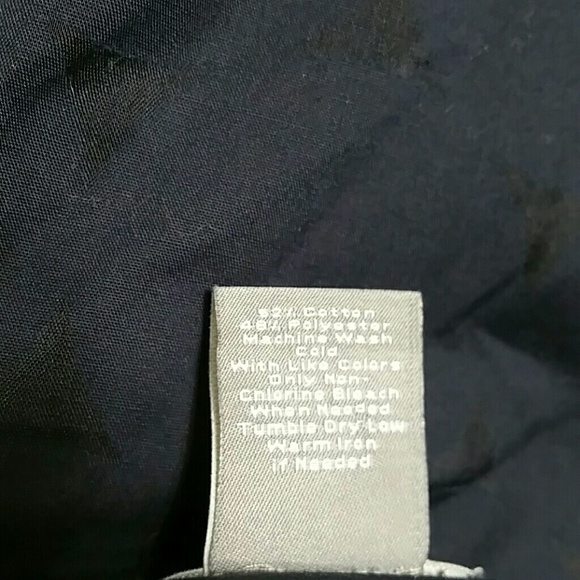 52% Cotton
48% Polyester
Machine Wash
Cold
With Like Colors
Only Non-
Chlorine Bleach
When Needed
Tumble Dry Low
Warm Iron
if Needed